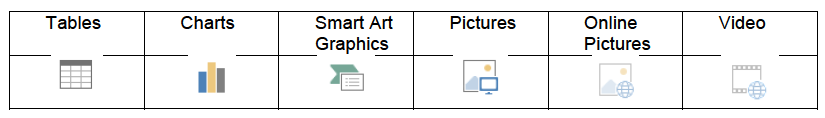 Tables Charts Smart Art Pictures Online Video
Graphics Pictures